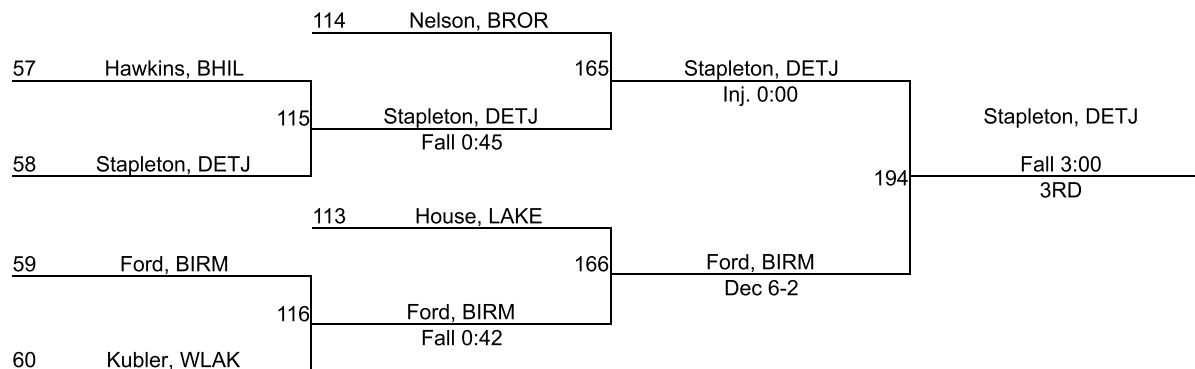 114 Nelson, BROR
57 Hawkins, BHIL
165 Stapleton, DETJ
Inj. 0:00
115 Stapleton, DETJ
Fall 0:45
Stapleton, DETJ
58 Stapleton, DETJ
Fall 3:00
194
3RD
113 House, LAKE
59 Ford, BIRM
166 Ford, BIRM
Dec 6-2
116 Ford, BIRM
Fall 0:42
60 Kubler, WLAK